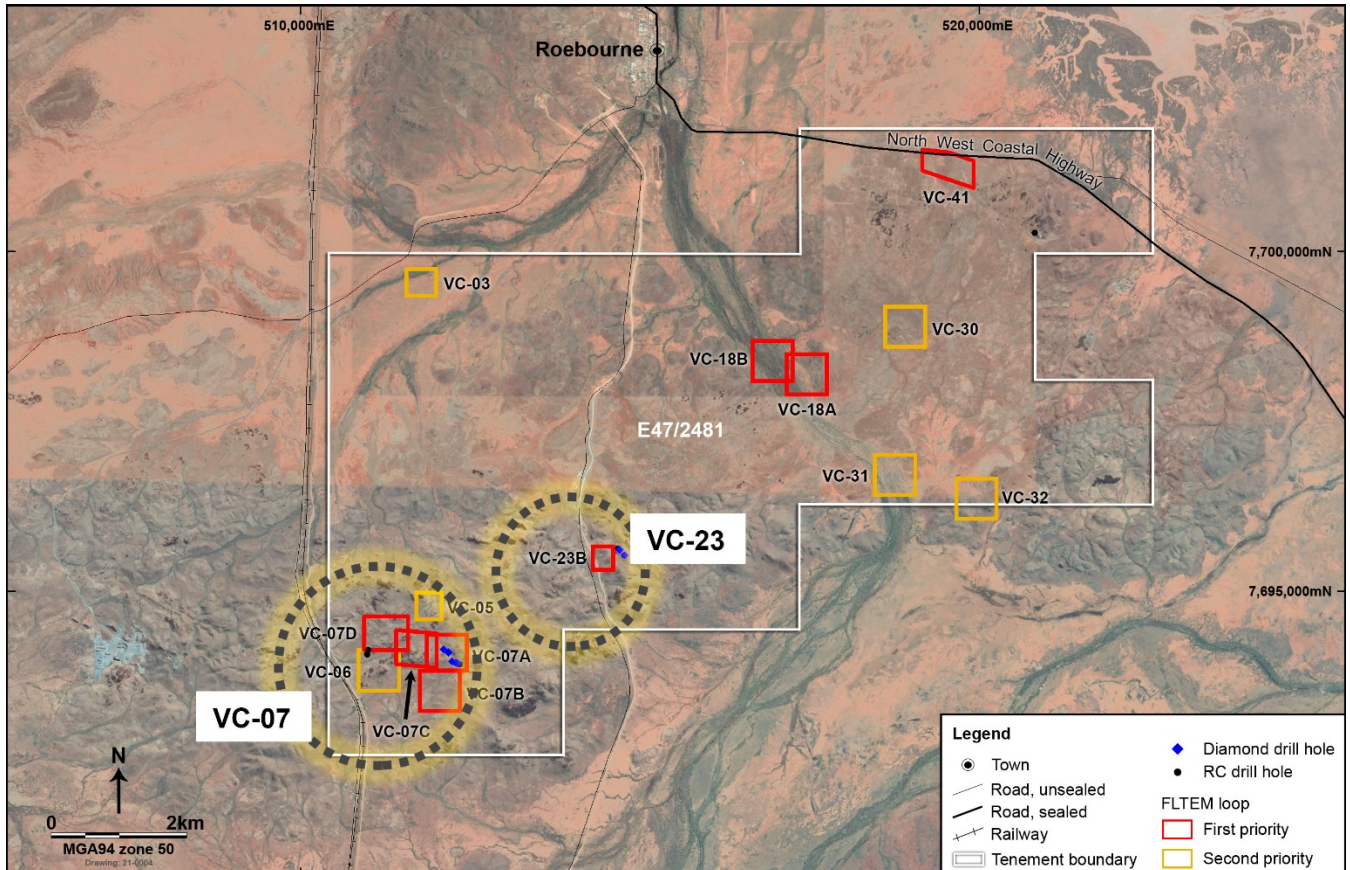 510,000mE
520,000mE
Roebourne
North West Coastal Highway
VC-41
7,700,000mN
VC-03
VC-30
VC-18B
VC-18A
E47/2481
VC-31
VC-32
VC-23
VC-23B
7,695,000mN
VC-05
VC-07D
VC-07A
VC-06
VC-07B
VC-07
VC-07C
N
0 2km
MGA94 zone 50
Drawing: 21-0004
Legend
Town
Road, unsealed
Road, sealed
Railway
Tenement boundary
Diamond drill hole
RC drill hole
FLTEM loop
First priority
Second priority